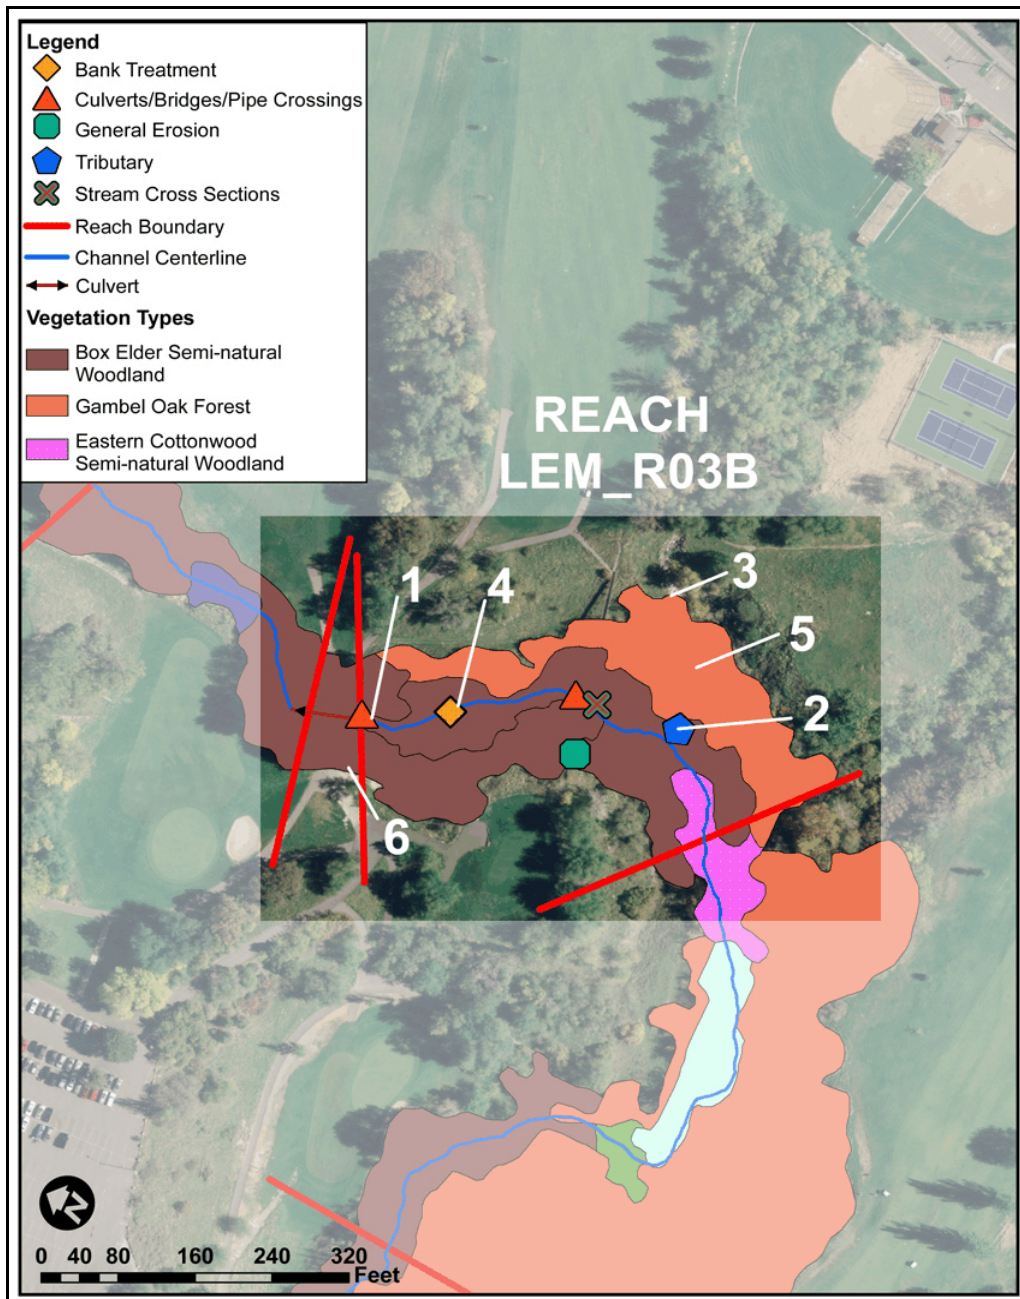 Legend
Bank Treatment
Culverts/Bridges/Pipe Crossings
General Erosion
Tributary
Stream Cross Sections
Reach Boundary
Channel Centerline
Culvert
Vegetation Types
Box Elder Semi-natural
Woodland
Gambel Oak Forest
Eastern Cottonwood
Semi-natural Woodland
REACH
LEM_R03B
1
4
3
5
2
6
N
0 40 80 160 240 320
Feet